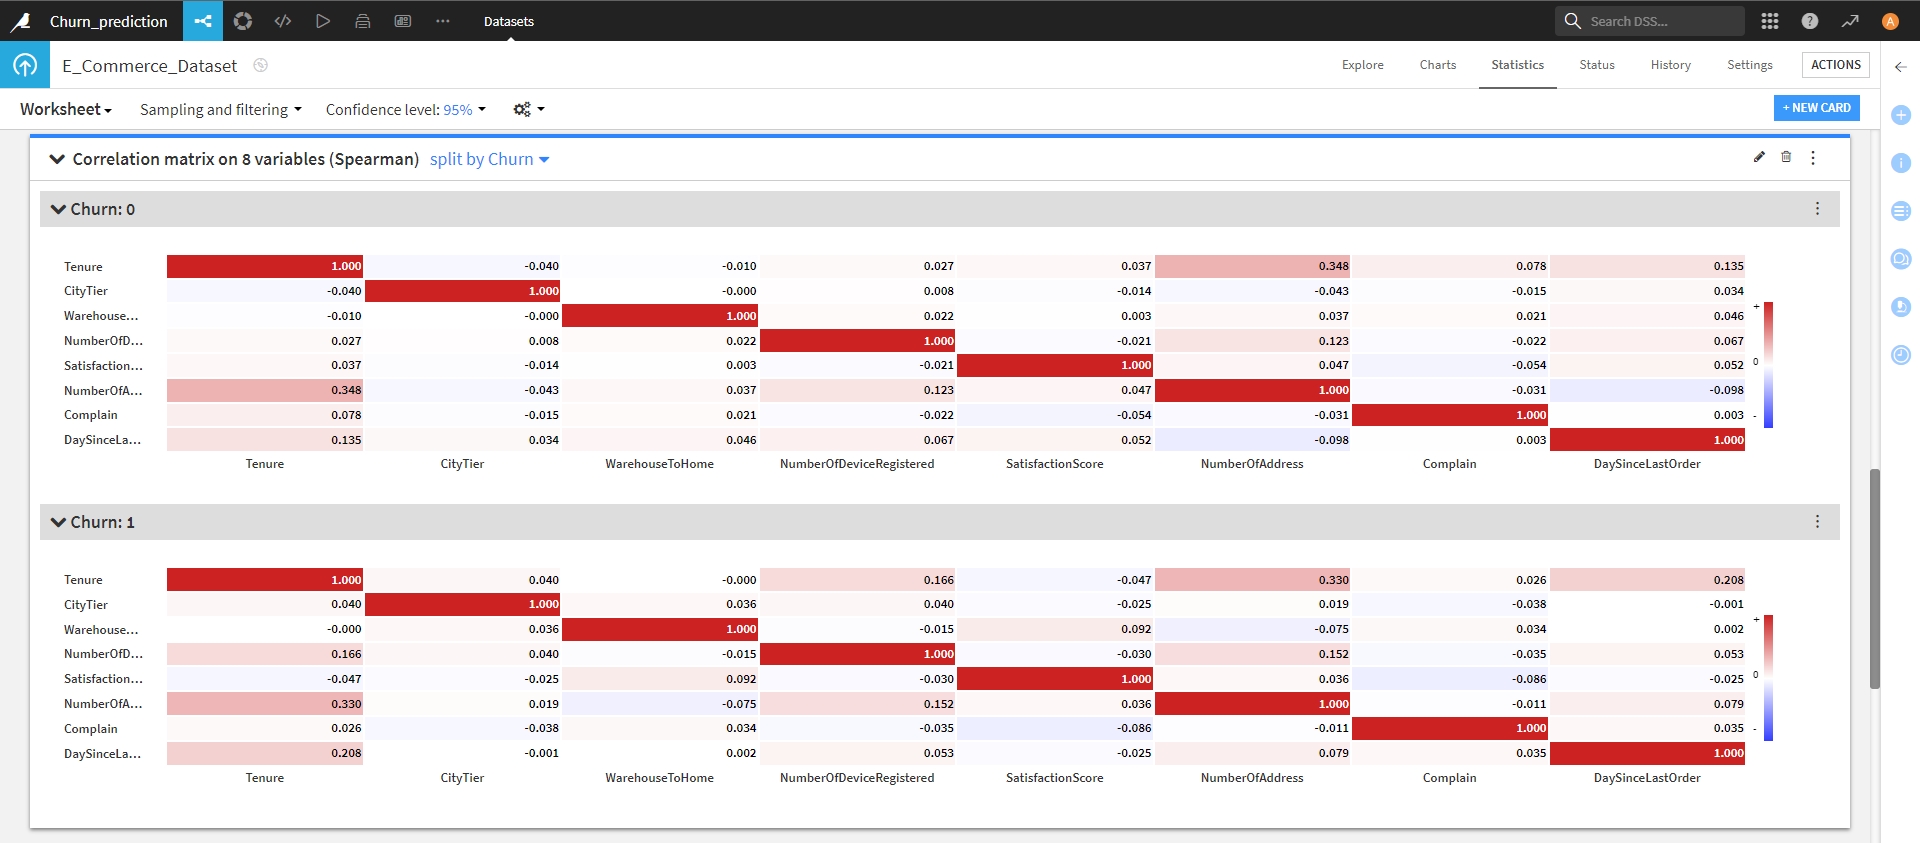 Churn_prediction Datasets Search DSS... A
E_Commerce_Dataset Explore Charts Statistics Status History Settings ACTIONS
Worksheet Sampling and filtering Confidence level: 95% + NEW CARD
Correlation matrix on 8 variables (Spearman) split by Churn
Churn: 0
Tenure 1.000 -0.040 -0.010 0.027 0.037 0.348 0.078 0.135
CityTier -0.040 1.000 -0.000 0.008 -0.014 -0.043 -0.015 0.034
Warehouse... -0.010 -0.000 1.000 0.022 0.003 0.037 0.021 0.046 +
NumberOfD... 0.027 0.008 0.022 1.000 -0.021 0.123 -0.022 0.067
Satisfaction... 0.037 -0.014 0.003 -0.021 1.000 0.047 -0.054 0.052 0
NumberOfA... 0.348 -0.043 0.037 0.123 0.047 1.000 -0.031 -0.098
Complain 0.078 -0.015 0.021 -0.022 -0.054 -0.031 1.000 0.003 -
DaySinceLa... 0.135 0.034 0.046 0.067 0.052 -0.098 0.003 1.000
Tenure CityTier WarehouseToHome NumberOfDeviceRegistered SatisfactionScore NumberOfAddress Complain DaySinceLastOrder
Churn: 1
Tenure 1.000 0.040 -0.000 0.166 -0.047 0.330 0.026 0.208
CityTier 0.040 1.000 0.036 0.040 -0.025 0.019 -0.038 -0.001
Warehouse... -0.000 0.036 1.000 -0.015 0.092 -0.075 0.034 0.002 +
NumberOfD... 0.166 0.040 -0.015 1.000 -0.030 0.152 -0.035 0.053
Satisfaction... -0.047 -0.025 0.092 -0.030 1.000 0.036 -0.086 -0.025 0
NumberOfA... 0.330 0.019 -0.075 0.152 0.036 1.000 -0.011 0.079
Complain 0.026 -0.038 0.034 -0.035 -0.086 -0.011 1.000 0.035 -
DaySinceLa... 0.208 -0.001 0.002 0.053 -0.025 0.079 0.035 1.000
Tenure CityTier WarehouseToHome NumberOfDeviceRegistered SatisfactionScore NumberOfAddress Complain DaySinceLastOrder